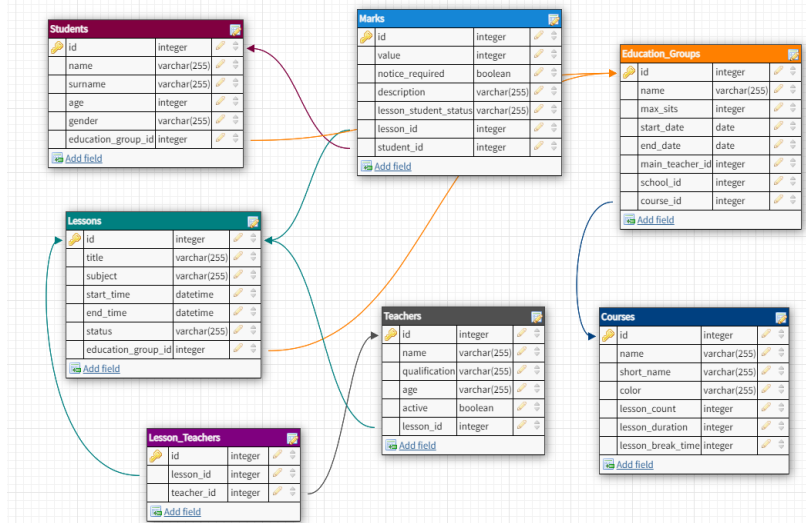 Students
id integer
name varchar(255)
surname varchar(255)
age integer
gender varchar(255)
education_group_id integer
Add field
Marks
id integer
value integer
notice_required boolean
description varchar(255)
lesson_student_status varchar(255)
lesson_id integer
student_id integer
Add field
Education_Groups
id integer
name varchar(255)
max_sits integer
start_date date
end_date date
main_teacher_id integer
school_id integer
course_id integer
Add field
Lessons
id integer
title varchar(255)
subject varchar(255)
start_time datetime
end_time datetime
status varchar(255)
education_group_id integer
Add field
Teachers
id integer
name varchar(255)
qualification varchar(255)
age varchar(255)
active boolean
lesson_id integer
Add field
Courses
id integer
name varchar(255)
short_name varchar(255)
color varchar(255)
lesson_count integer
lesson_duration integer
lesson_break_time integer
Add field
Lesson_Teachers
id integer
lesson_id integer
teacher_id integer
Add field